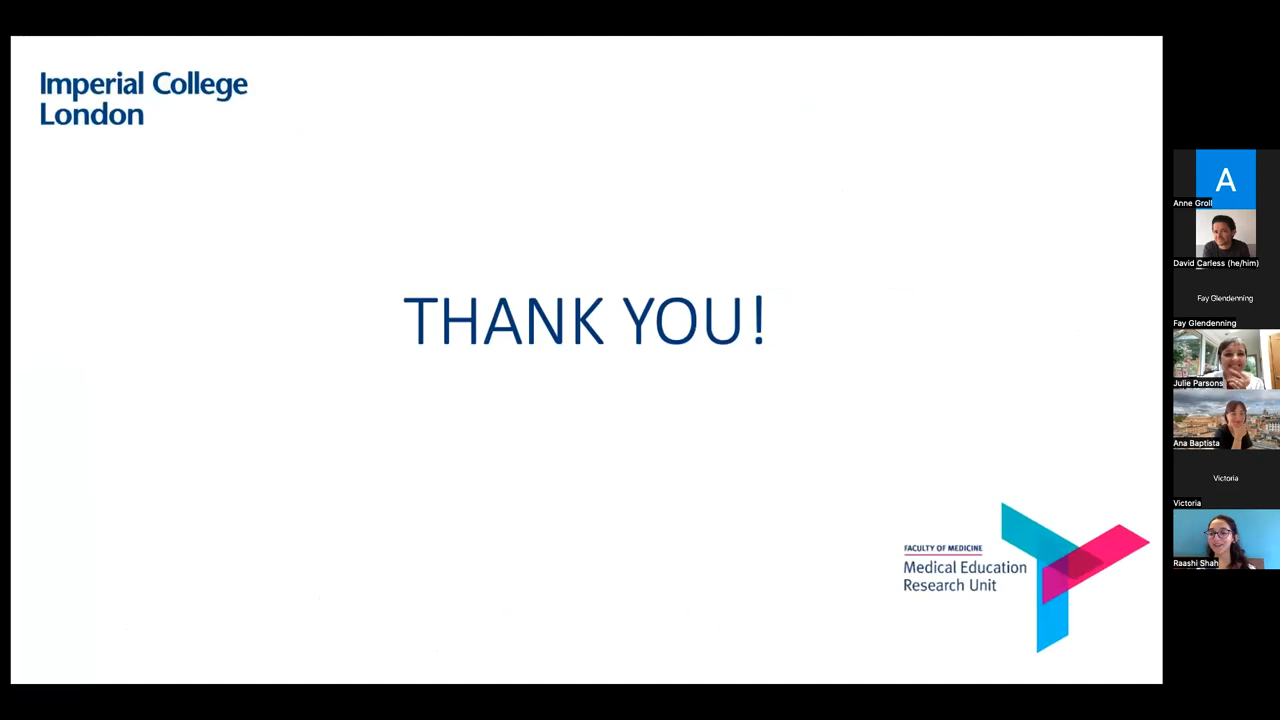 Imperial College
London
THANK YOU!
FACULTY OF MEDICINE
Medical Education
Research Unit
A
Anne Groll
David Carless (he/him)
Fay Glendenning
Fay Glendenning
Julie Parsons
Ana Baptista
Victoria
Victoria
Raashi Shah